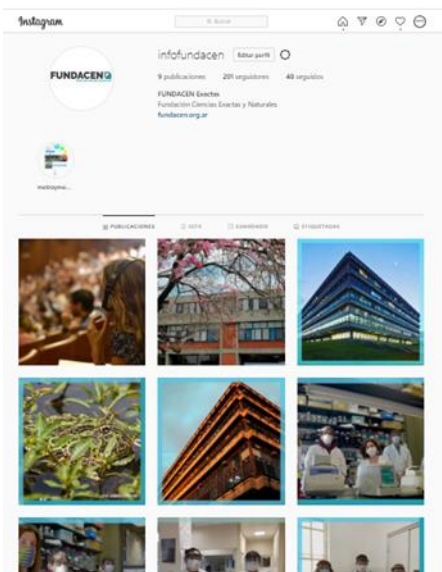 Instagram
Buscar
infofundacen Editar perfil
9 publicaciones 201 seguidores 40 seguidos
FUNDACEN Exactas
Fundación Ciencias Exactas y Naturales
fundacen.org.ar
FUNDACEN
PUBLICACIONES IGTV GUARDADO ETIQUETADAS